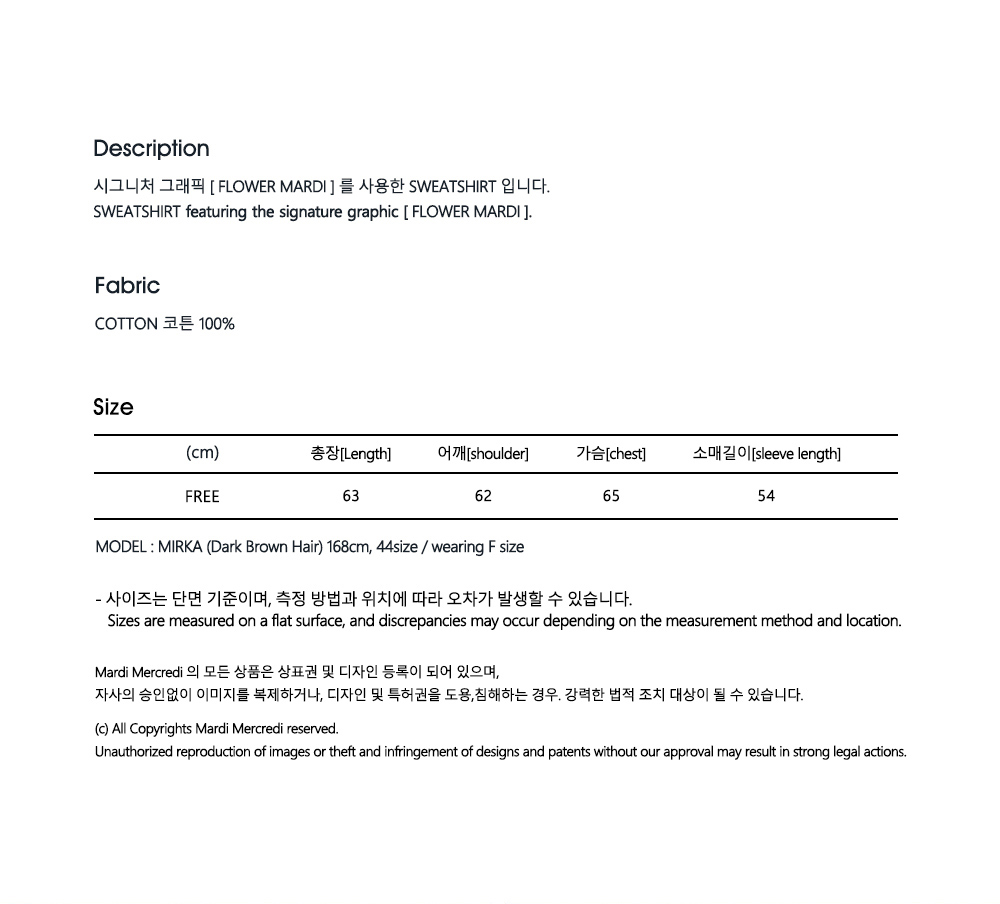 Description
시그니처 그래픽 [ FLOWER MARDI ] 를 사용한 SWEATSHIRT 입니다.
SWEATSHIRT featuring the signature graphic [ FLOWER MARDI ].
Fabric
COTTON 코튼 100%
Size
(cm) 총장[Length] 어깨[shoulder] 가슴[chest] 소매길이[sleeve length]
FREE 63 62 65 54
MODEL : MIRKA (Dark Brown Hair) 168cm, 44size / wearing F size
- 사이즈는 단면 기준이며, 측정 방법과 위치에 따라 오차가 발생할 수 있습니다.
Sizes are measured on a flat surface, and discrepancies may occur depending on the measurement method and location.
Mardi Mercredi 의 모든 상품은 상표권 및 디자인 등록이 되어 있으며,
자사의 승인없이 이미지를 복제하거나, 디자인 및 특허권을 도용,침해하는 경우. 강력한 법적 조치 대상이 될 수 있습니다.
(c) All Copyrights Mardi Mercredi reserved.
Unauthorized reproduction of images or theft and infringement of designs and patents without our approval may result in strong legal actions.